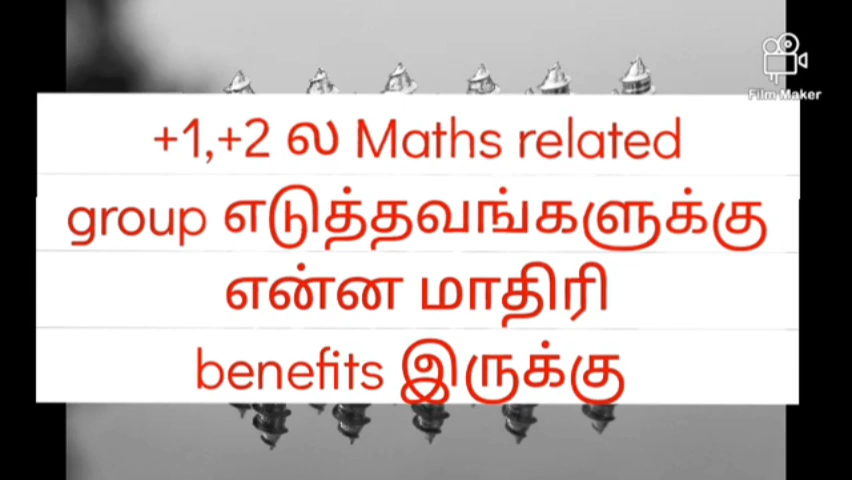 Film Maker
+1,+2 ல Maths related
group எடுத்தவங்களுக்கு
என்ன மாதிரி
benefits இருக்கு